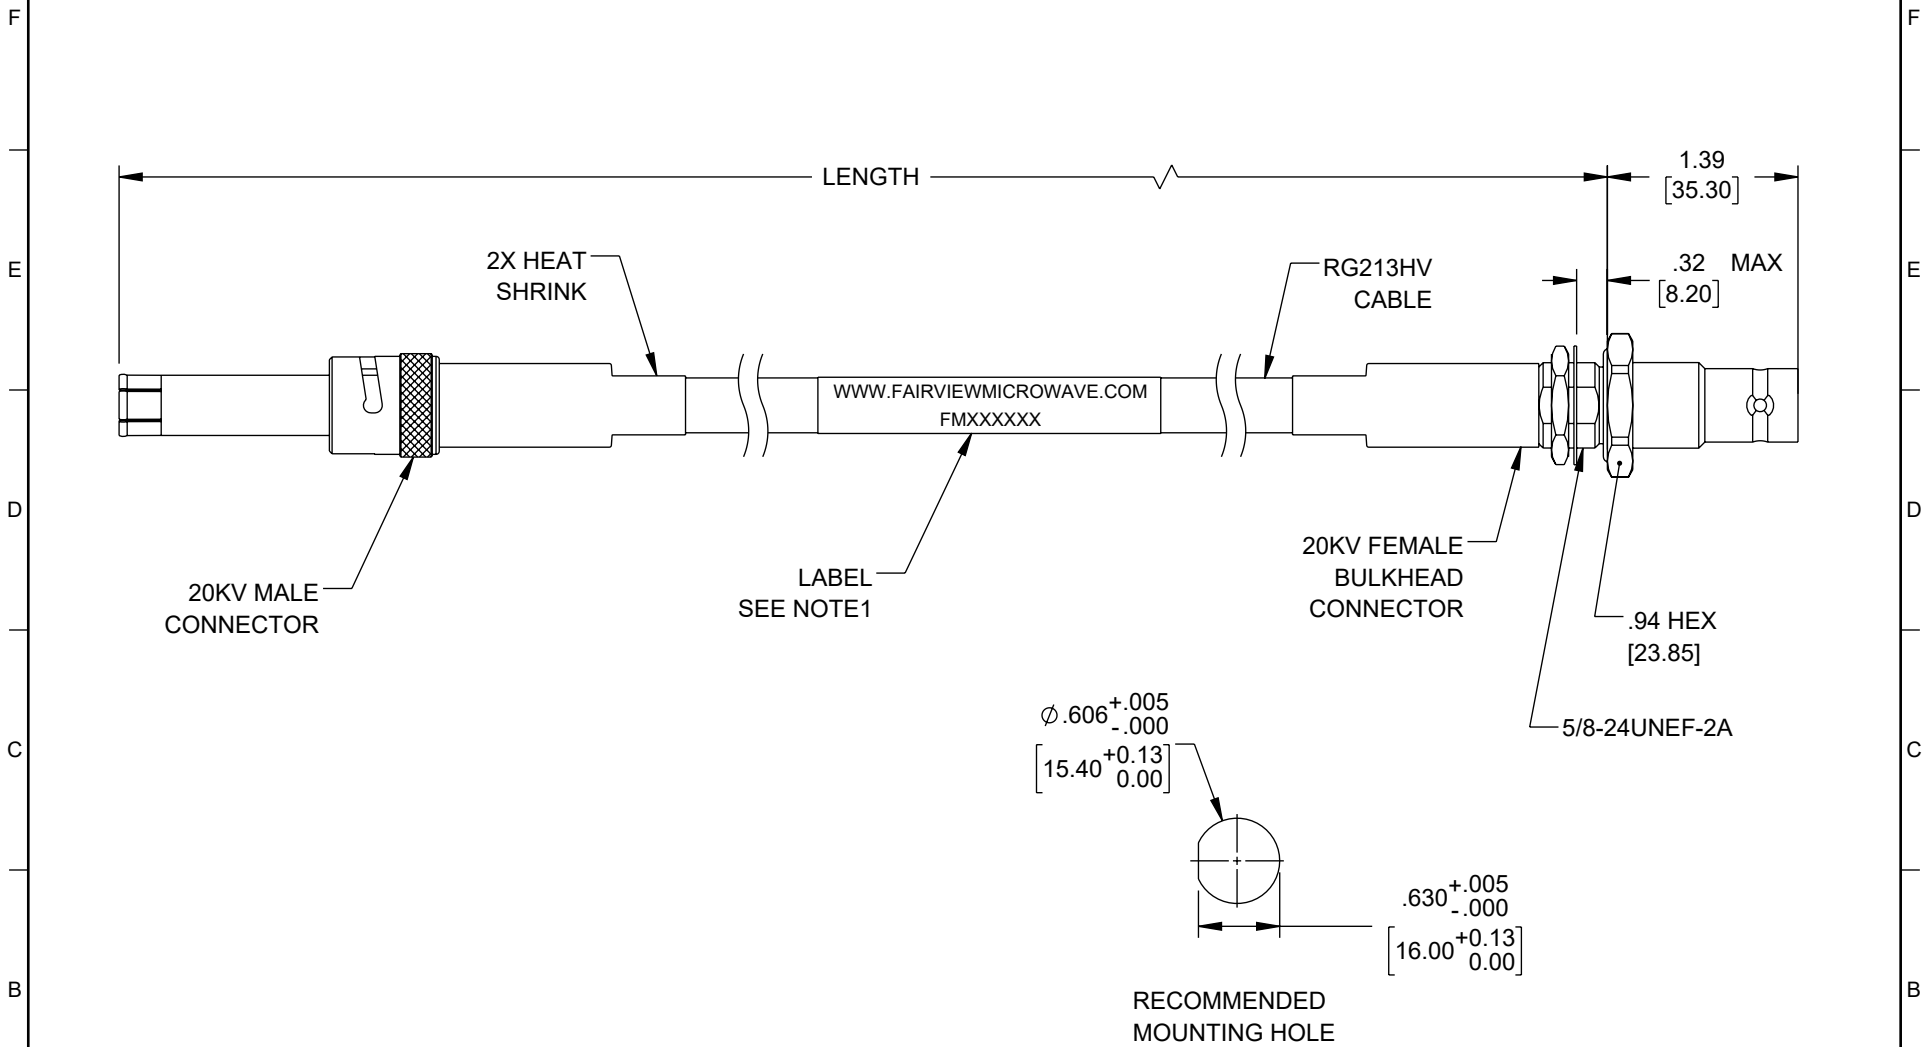 F
F
LENGTH
1.39
[35.30]
2X HEAT
SHRINK
RG213HV
CABLE
.32 MAX
[8.20]
E
E
WWW.FAIRVIEWMICROWAVE.COM
FMXXXXXX
D
D
20KV MALE
CONNECTOR
LABEL
SEE NOTE1
20KV FEMALE
BULKHEAD
CONNECTOR
.94 HEX
[23.85]
5/8-24UNEF-2A
C
C
∅.606 +.005
-.000
[15.40 +0.13
0.00]
.630 +.005
-.000
[16.00 +0.13
0.00]
B
B
RECOMMENDED
MOUNTING HOLE